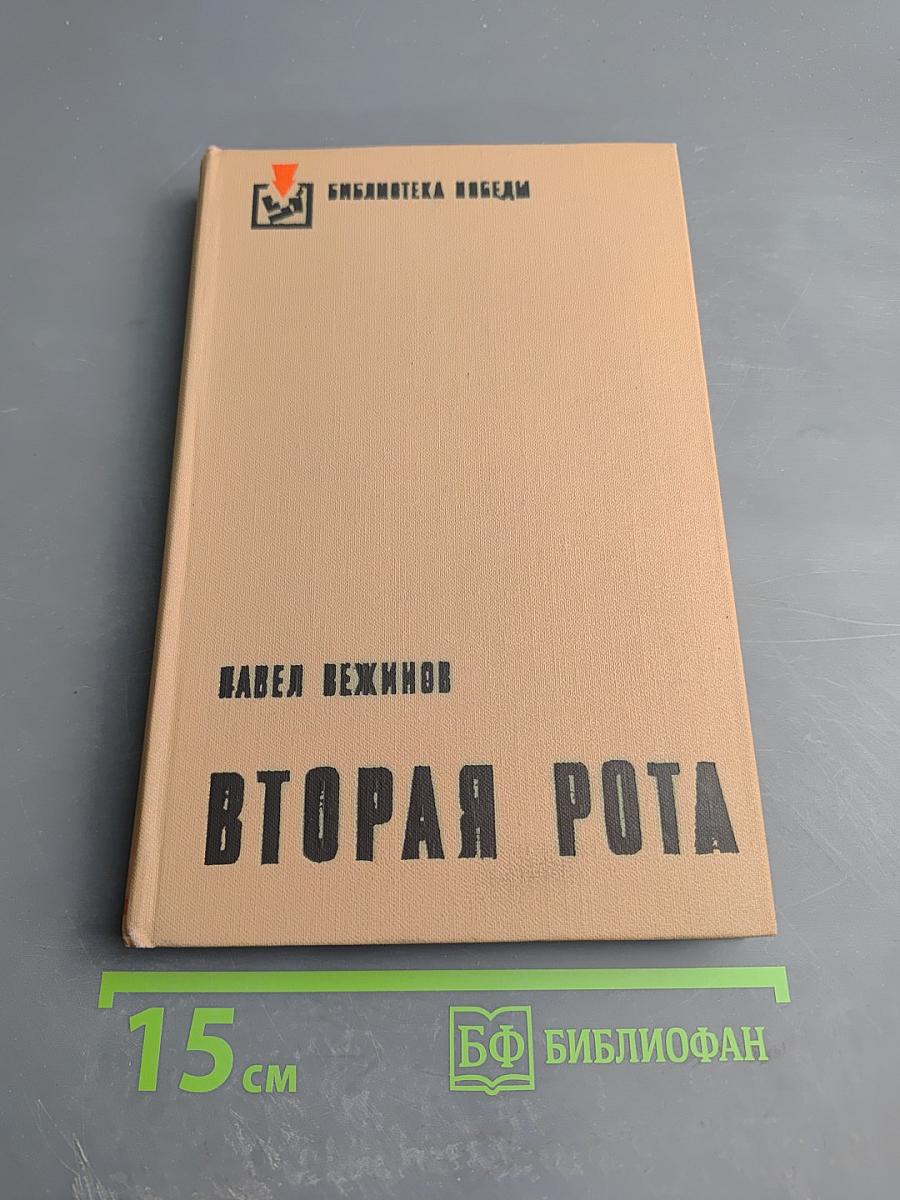 БИБЛИОТЕКА ПОБЕДЫ
ПАВЕЛ ВЕЖИНОВ
ВТОРАЯ РОТА
15 см
БФ БИБЛИОФАН